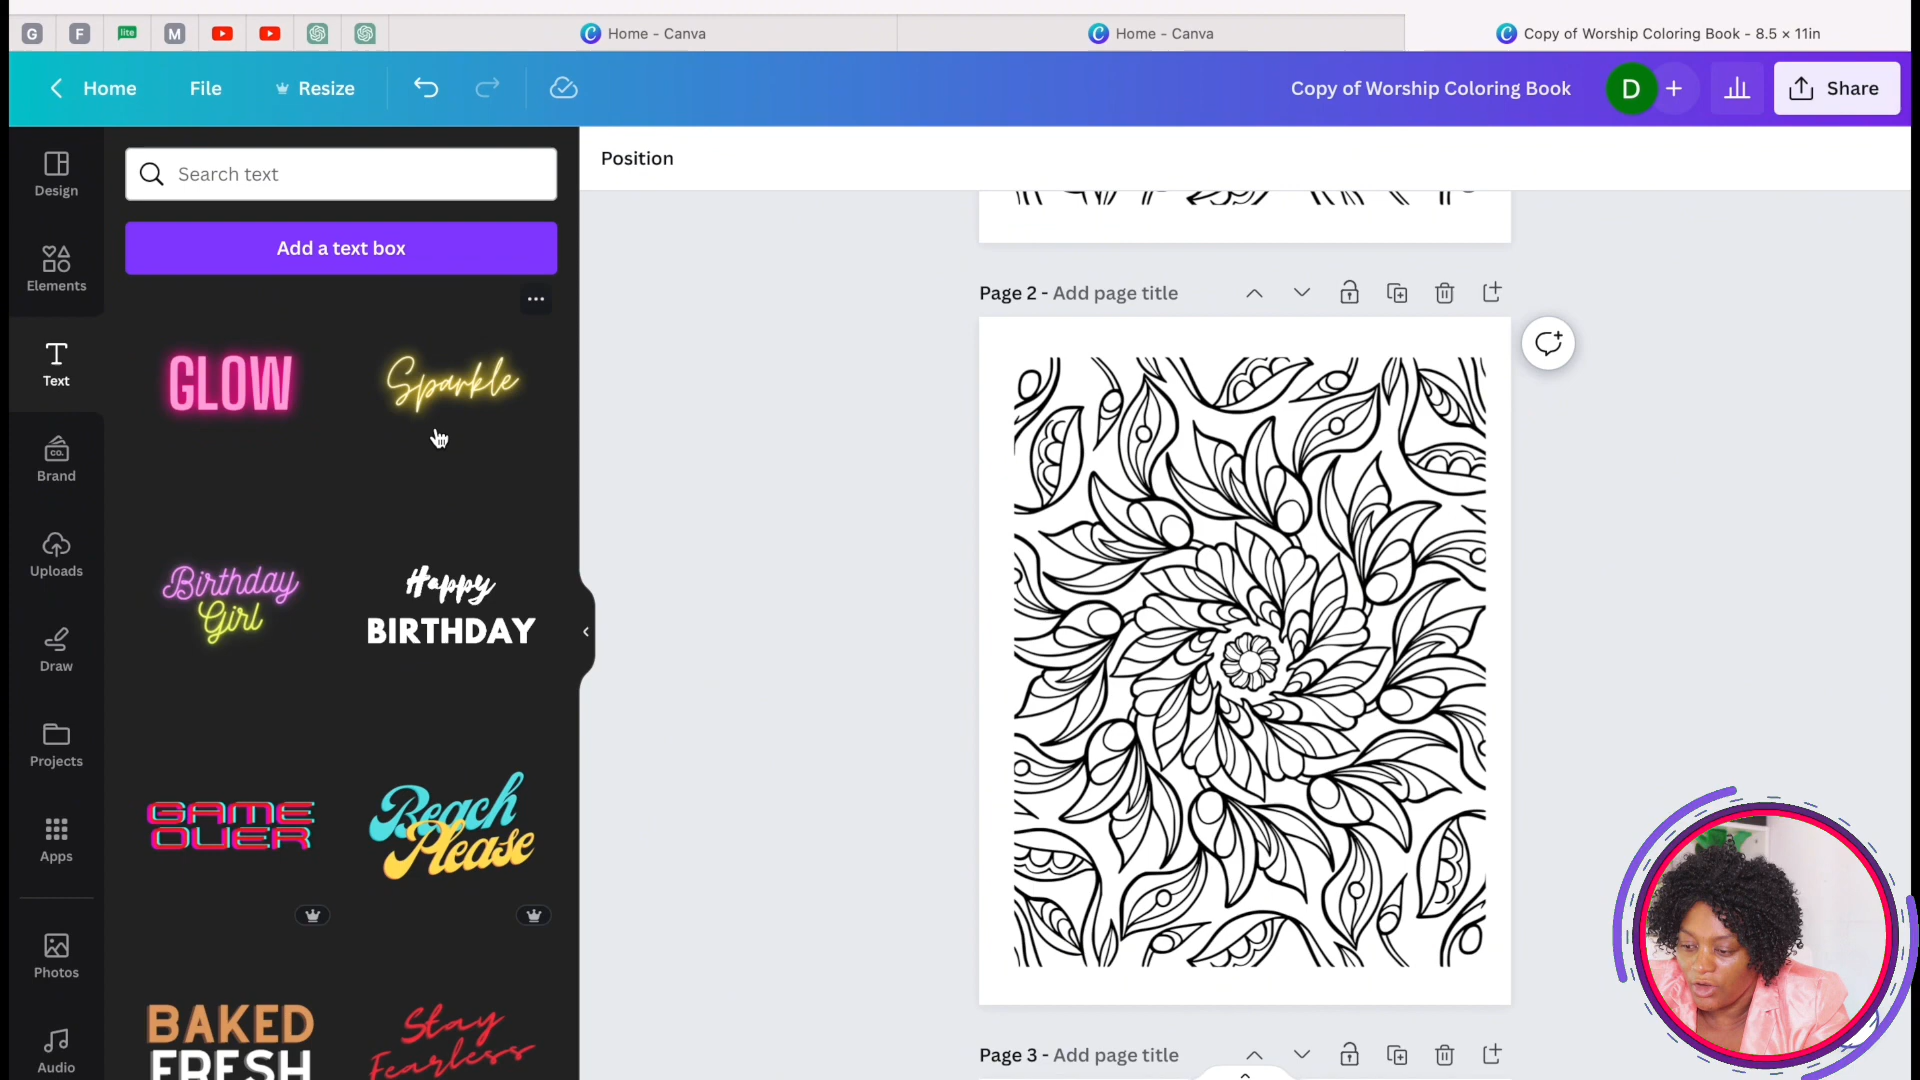 G
F
lite
M
Home - Canva
Home - Canva
Copy of Worship Coloring Book - 8.5 × 11in
Home
File
Resize
Copy of Worship Coloring Book
D
+
Share
Design
Search text
Position
Add a text box
Elements
Page 2 - Add page title
Text
GLOW
Sparkle
CO.
Brand
Uploads
Birthday
Girl
Happy
BIRTHDAY
Draw
Projects
GAME
OVER
Beach
Please
Apps
Photos
BAKED
FRESH
Stay
Fearless
Audio
Page 3 - Add page title